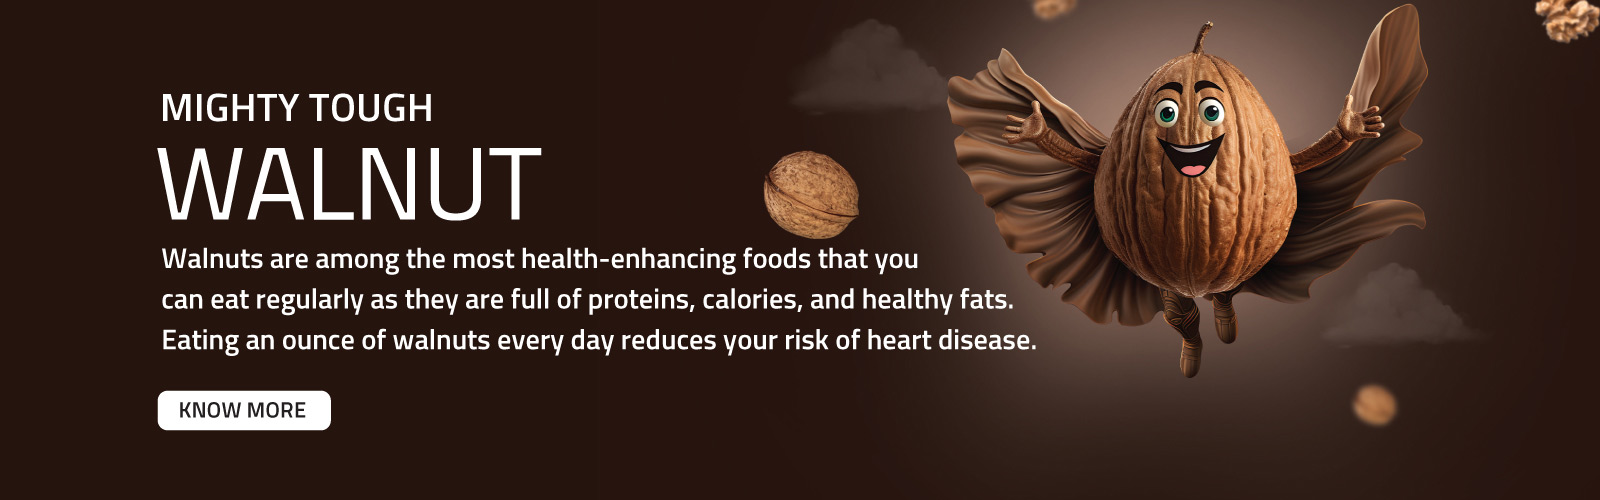 MIGHTY TOUGH
WALNUT
Walnuts are among the most health-enhancing foods that you
can eat regularly as they are full of proteins, calories, and healthy fats.
Eating an ounce of walnuts every day reduces your risk of heart disease.
KNOW MORE